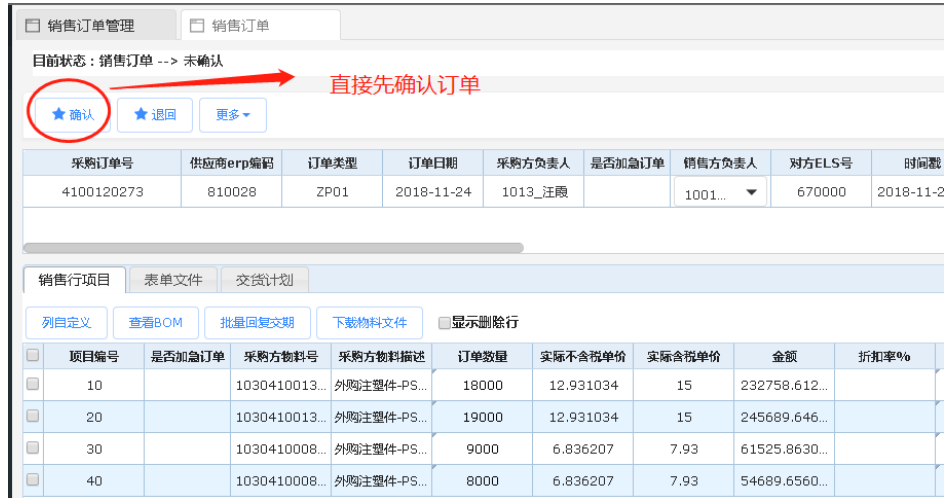 销售订单管理 销售订单
目前状态：销售订单 --> 未确认
直接先确认订单
确认 退回 更多
采购订单号 供应商erp编码 订单类型 订单日期 采购方负责人 是否加急订单 销售方负责人 对方ELS号 时间戳
4100120273 810028 ZP01 2018-11-24 1013_汪霞 1001... 670000 2018-11-2
销售行项目 表单文件 交货计划
列自定义 查看BOM 批量回复交期 下载物料文件 显示删除行
项目编号 是否加急订单 采购方物料号 采购方物料描述 订单数量 实际不含税单价 实际含税单价 金额 折扣率%
10 1030410013... 外购注塑件-PS... 18000 12.931034 15 232758.612...
20 1030410013... 外购注塑件-PS... 19000 12.931034 15 245689.646...
30 1030410008... 外购注塑件-PS... 9000 6.836207 7.93 61525.8630...
40 1030410008... 外购注塑件-PS... 8000 6.836207 7.93 54689.6560...